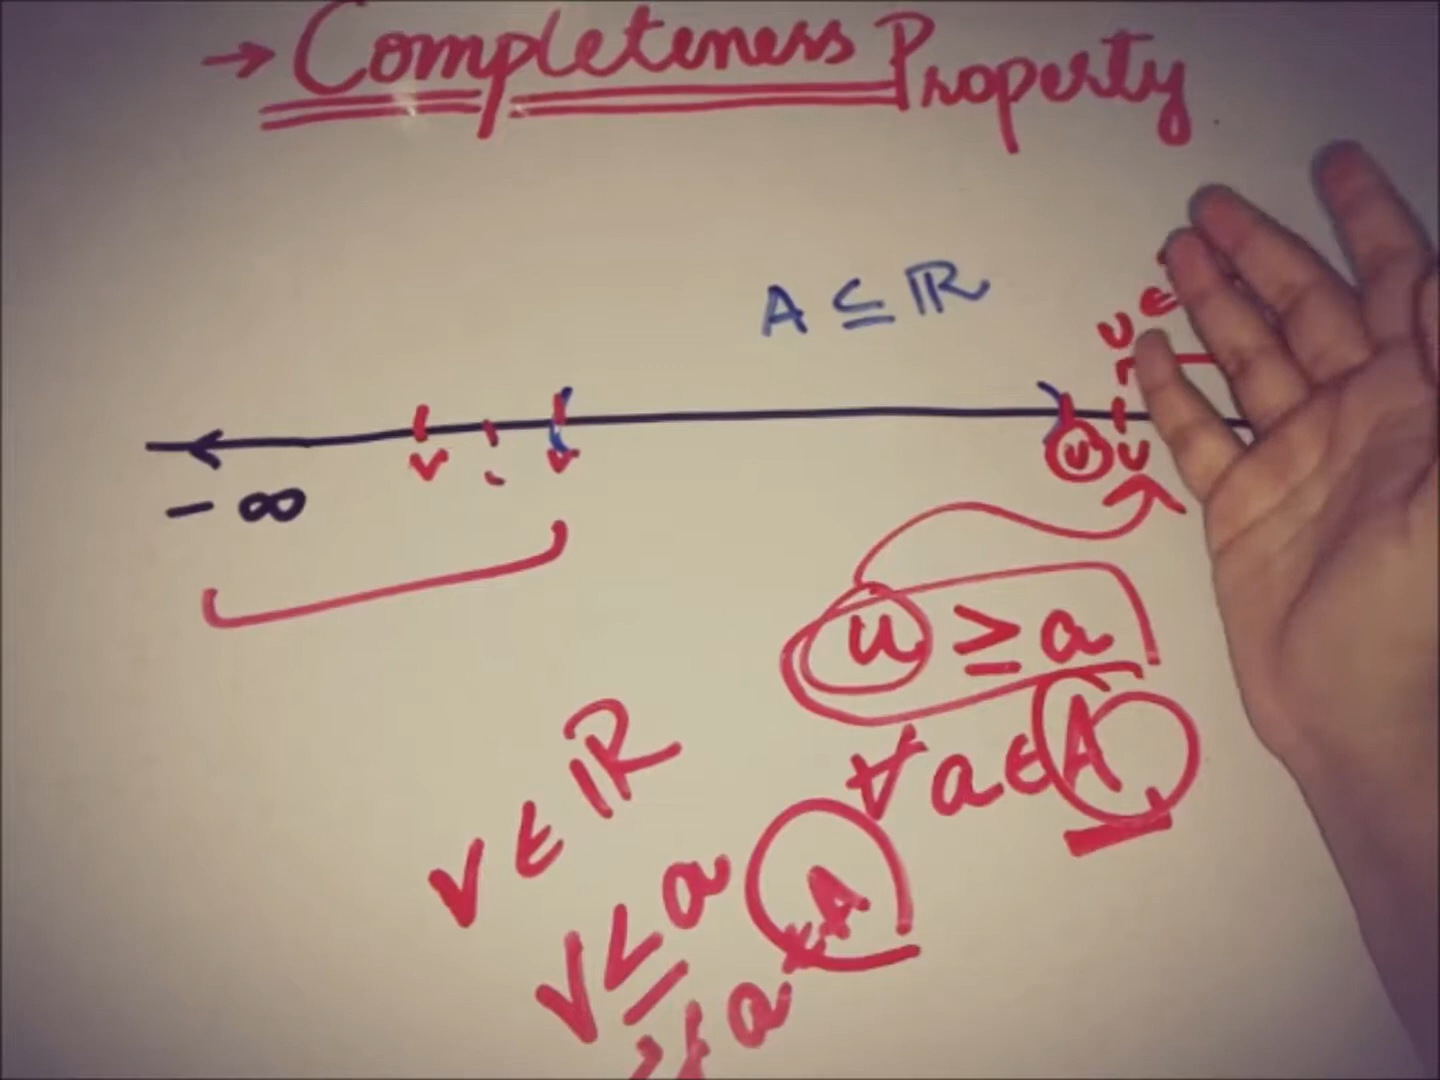 → Completeness Property
A ⊆ ℝ
U ∈
V V U U
- ∞
u ≥ a
∀ a ∈ A
V ∈ ℝ
V ≤ a
∀ a ∈ A